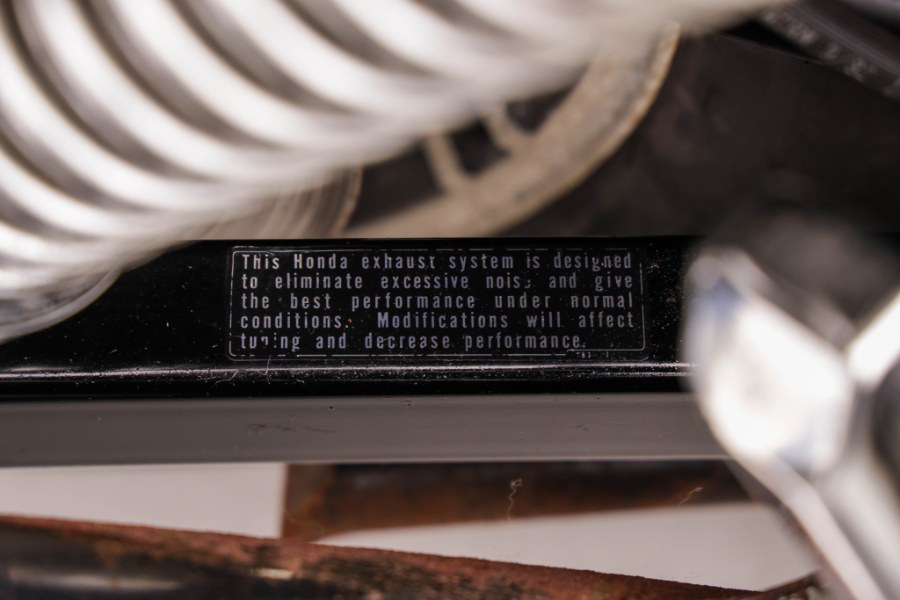 This Honda exhaust system is designed
to eliminate excessive noise and give
the best performance under normal
conditions. Modifications will affect
tuning and decrease performance.